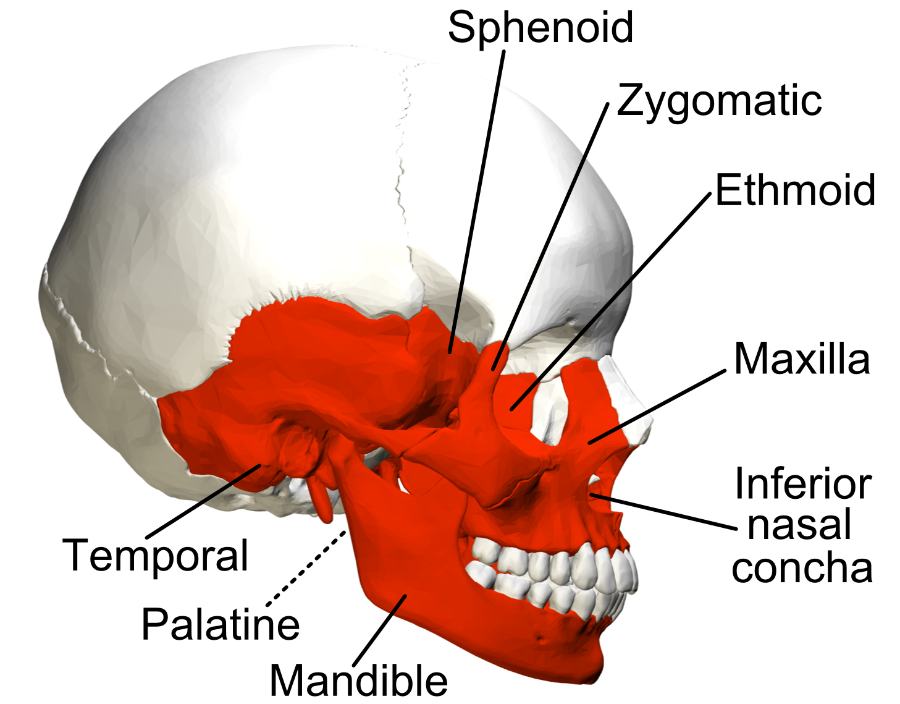 Sphenoid
Zygomatic
Ethmoid
Maxilla
Inferior
nasal
concha
Temporal
Palatine
Mandible